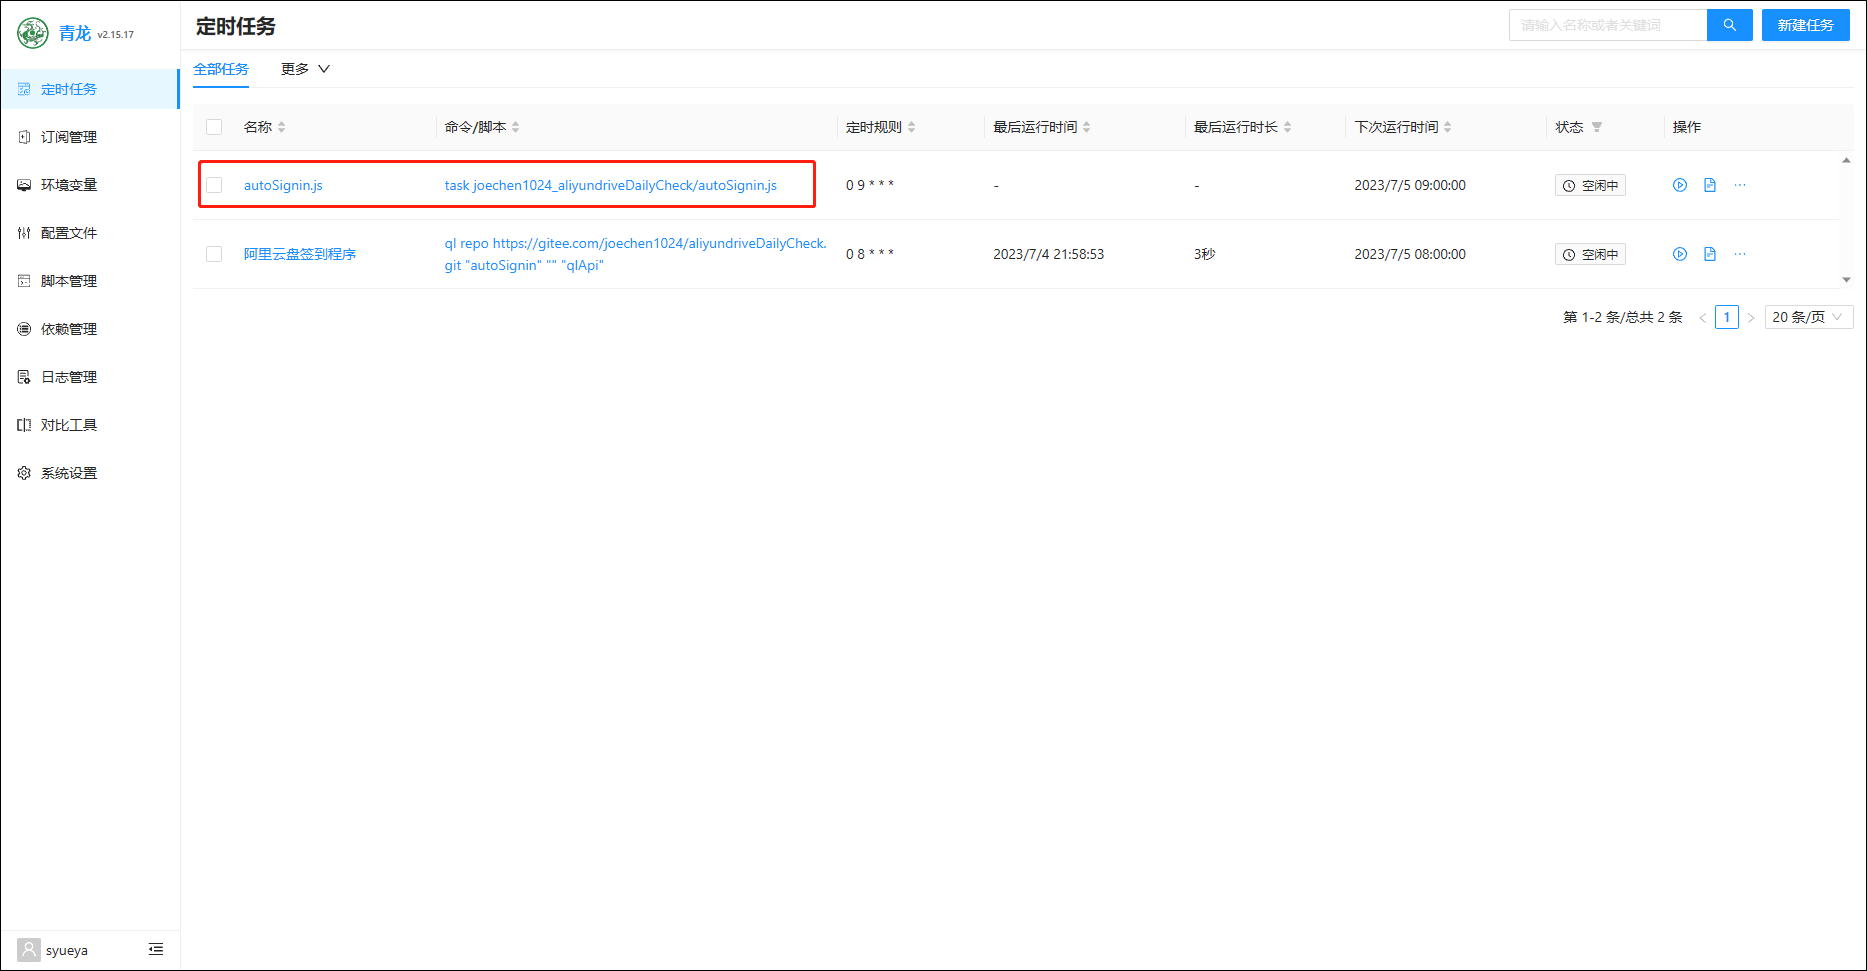 青龙 v2.15.17
定时任务
订阅管理
环境变量
配置文件
脚本管理
依赖管理
日志管理
对比工具
系统设置
syueya
定时任务
请输入名称或者关键词
新建任务
全部任务 更多
名称 命令/脚本 定时规则 最后运行时间 最后运行时长 下次运行时间 状态 操作
autoSignin.js task joechen1024_aliyundriveDailyCheck/autoSignin.js 0 9 * * * - - 2023/7/5 09:00:00 空闲中 ...
阿里云盘签到程序 ql repo https://gitee.com/joechen1024/aliyundriveDailyCheck. 0 8 * * * 2023/7/4 21:58:53 3秒 2023/7/5 08:00:00 空闲中 ...
git "autoSignin" "" "qlApi"
第 1-2 条/总共 2 条 < 1 > 20 条/页